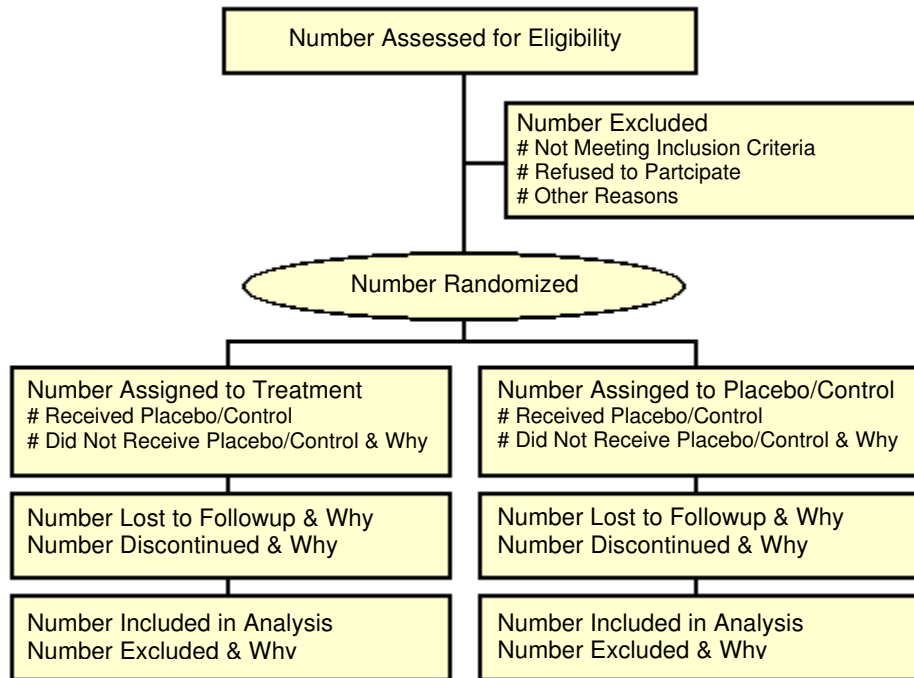 Number Assessed for Eligibility
Number Excluded
# Not Meeting Inclusion Criteria
# Refused to Partcipate
# Other Reasons
Number Randomized
Number Assigned to Treatment
# Received Placebo/Control
# Did Not Receive Placebo/Control & Why
Number Assinged to Placebo/Control
# Received Placebo/Control
# Did Not Receive Placebo/Control & Why
Number Lost to Followup & Why
Number Discontinued & Why
Number Lost to Followup & Why
Number Discontinued & Why
Number Included in Analysis
Number Excluded & Why
Number Included in Analysis
Number Excluded & Why